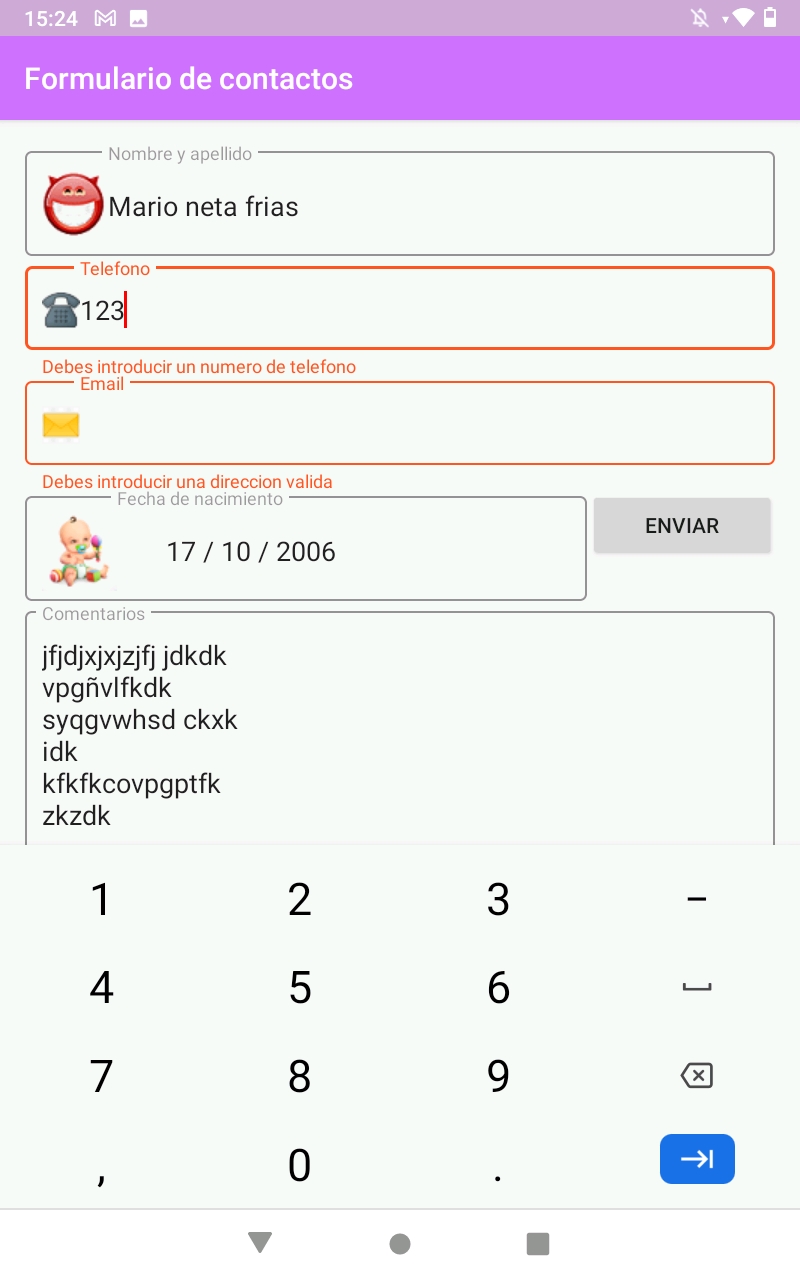 15:24
Formulario de contactos
Nombre y apellido
Mario neta frias
Telefono
123
Debes introducir un numero de telefono
Email
Debes introducir una direccion valida
Fecha de nacimiento
17 / 10 / 2006
ENVIAR
Comentarios
jfjdjxjxjzjfj jdkdk
vpgñvlfkdk
syqgvwhsd ckxk
idk
kfkfkcovpgptfk
zkzdk
1 2 3 −
4 5 6
7 8 9
, 0 .